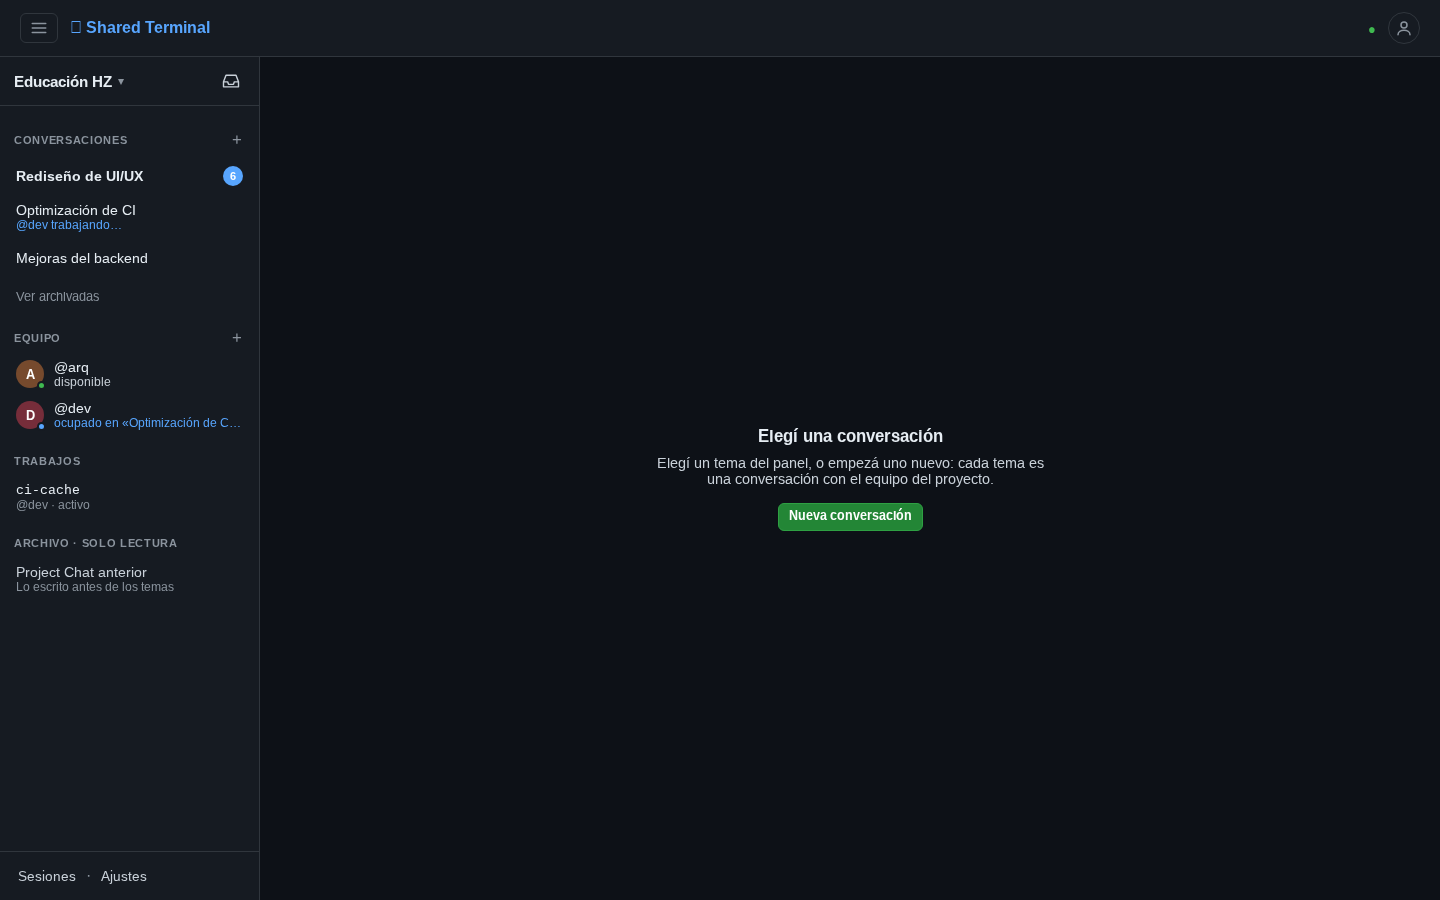 Shared Terminal
Educación HZ
CONVERSACIONES
Rediseño de UI/UX
6
Optimización de CI
@dev trabajando…
Mejoras del backend
Ver archivadas
EQUIPO
A
@arq
disponible
D
@dev
ocupado en «Optimización de C…
TRABAJOS
ci-cache
@dev · activo
ARCHIVO · SOLO LECTURA
Project Chat anterior
Lo escrito antes de los temas
Sesiones · Ajustes
Elegí una conversación
Elegí un tema del panel, o empezá uno nuevo: cada tema es
una conversación con el equipo del proyecto.
Nueva conversación